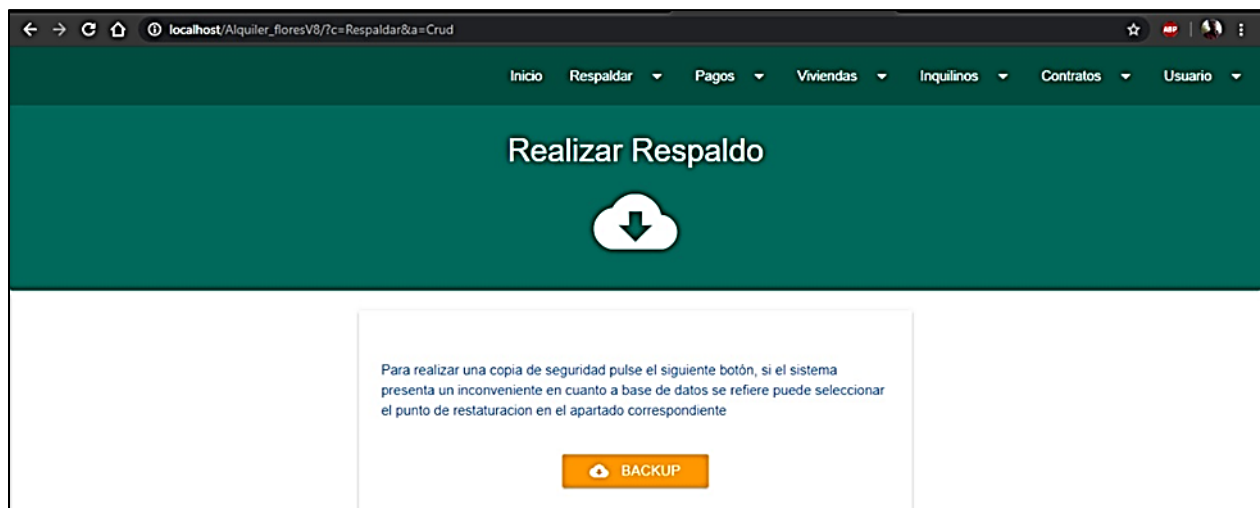 localhost/Alquiler_floresV8/?c=Respaldar&a=Crud
ABP
Inicio Respaldar Pagos Viviendas Inquilinos Contratos Usuario
Realizar Respaldo
Para realizar una copia de seguridad pulse el siguiente botón, si el sistema
presenta un inconveniente en cuanto a base de datos se refiere puede seleccionar
el punto de restaturacion en el apartado correspondiente
BACKUP